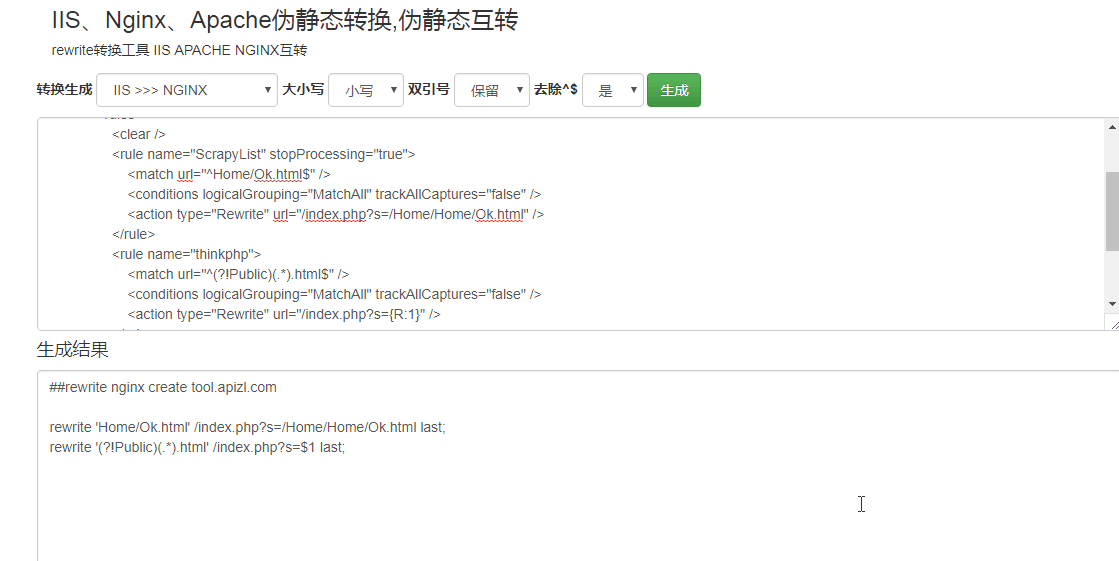 IIS、Nginx、Apache伪静态转换,伪静态互转
rewrite转换工具 IIS APACHE NGINX互转
转换生成 IIS >>> NGINX 大小写 小写 双引号 保留 去除^$ 是 生成
<clear />
<rule name="ScrapyList" stopProcessing="true">
<match url="^Home/Ok.html$" />
<conditions logicalGrouping="MatchAll" trackAllCaptures="false" />
<action type="Rewrite" url="/index.php?s=/Home/Home/Ok.html" />
</rule>
<rule name="thinkphp">
<match url="^(?!Public)(.*).html$" />
<conditions logicalGrouping="MatchAll" trackAllCaptures="false" />
<action type="Rewrite" url="/index.php?s={R:1}" />
生成结果
##rewrite nginx create tool.apizl.com
rewrite 'Home/Ok.html' /index.php?s=/Home/Home/Ok.html last;
rewrite '(?!Public)(.*).html' /index.php?s=$1 last;